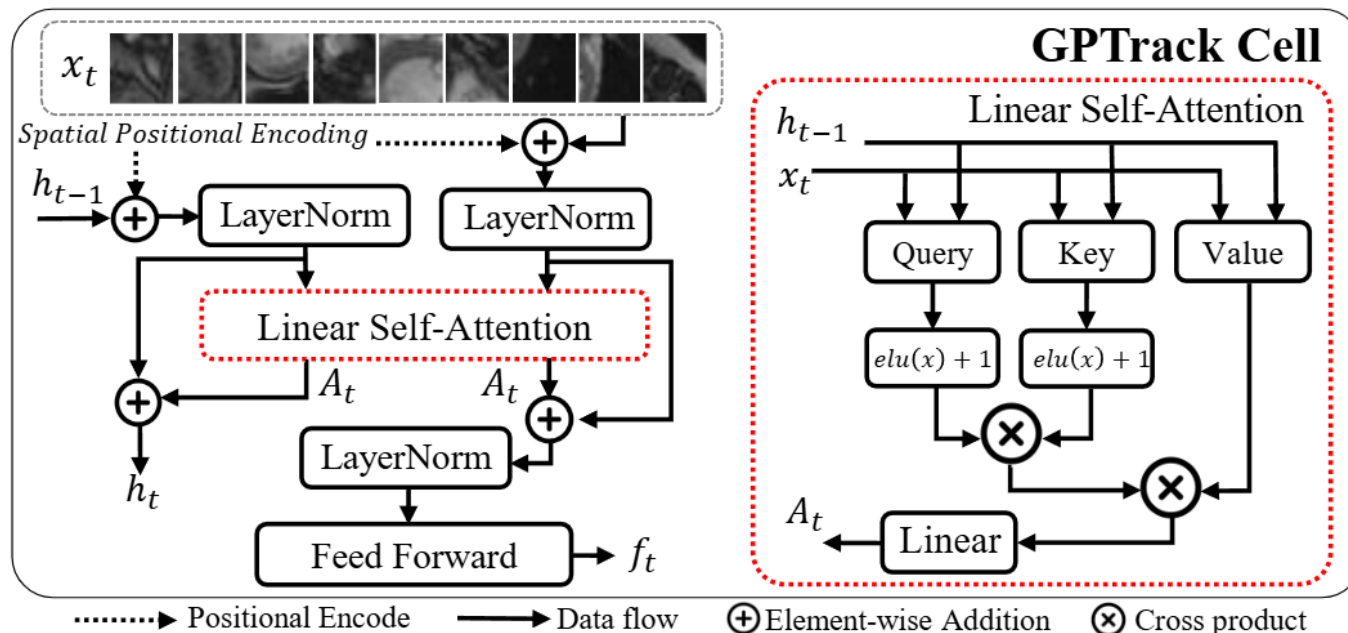 GPTrack Cell
x_t
Spatial Positional Encoding
h_{t-1}
LayerNorm
LayerNorm
Linear Self-Attention
A_t
A_t
h_t
LayerNorm
Feed Forward
f_t
Linear Self-Attention
h_{t-1}
x_t
Query
Key
Value
elu(x) + 1
elu(x) + 1
A_t
Linear
Positional Encode
Data flow
Element-wise Addition
Cross product